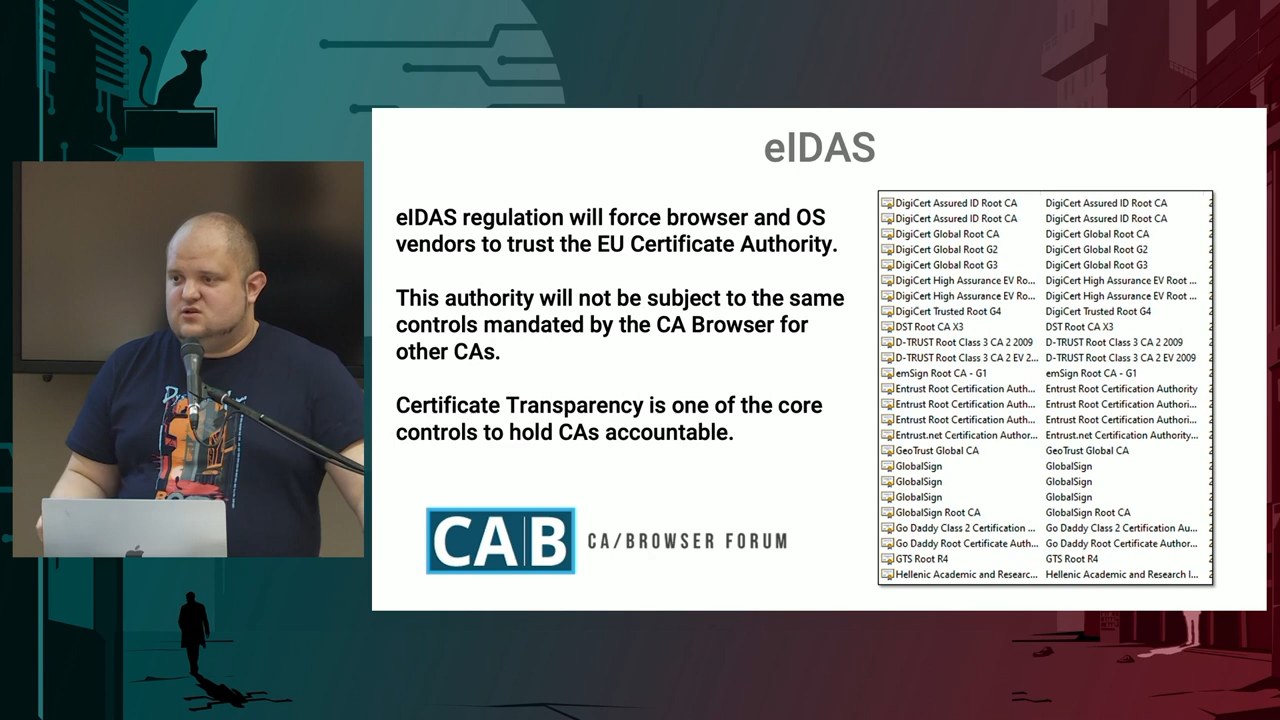 eIDAS
eIDAS regulation will force browser and OS
vendors to trust the EU Certificate Authority.
This authority will not be subject to the same
controls mandated by the CA Browser for
other CAs.
Certificate Transparency is one of the core
controls to hold CAs accountable.
CAB CA/BROWSER FORUM
DigiCert Assured ID Root CA DigiCert Assured ID Root CA
DigiCert Assured ID Root CA DigiCert Assured ID Root CA
DigiCert Global Root CA DigiCert Global Root CA
DigiCert Global Root G2 DigiCert Global Root G2
DigiCert Global Root G3 DigiCert Global Root G3
DigiCert High Assurance EV Ro... DigiCert High Assurance EV Root ...
DigiCert High Assurance EV Ro... DigiCert High Assurance EV Root ...
DigiCert Trusted Root G4 DigiCert Trusted Root G4
DST Root CA X3 DST Root CA X3
D-TRUST Root Class 3 CA 2 2009 D-TRUST Root Class 3 CA 2 2009
D-TRUST Root Class 3 CA 2 EV 2... D-TRUST Root Class 3 CA 2 EV 2009
emSign Root CA - G1 emSign Root CA - G1
Entrust Root Certification Auth... Entrust Root Certification Authority
Entrust Root Certification Auth... Entrust Root Certification Authori...
Entrust Root Certification Auth... Entrust Root Certification Authori...
Entrust.net Certification Author... Entrust.net Certification Authority...
GeoTrust Global CA GeoTrust Global CA
GlobalSign GlobalSign
GlobalSign GlobalSign
GlobalSign GlobalSign
GlobalSign Root CA GlobalSign Root CA
Go Daddy Class 2 Certification ... Go Daddy Class 2 Certification Au...
Go Daddy Root Certificate Auth... Go Daddy Root Certificate Author...
GTS Root R4 GTS Root R4
Hellenic Academic and Researc... Hellenic Academic and Research I...